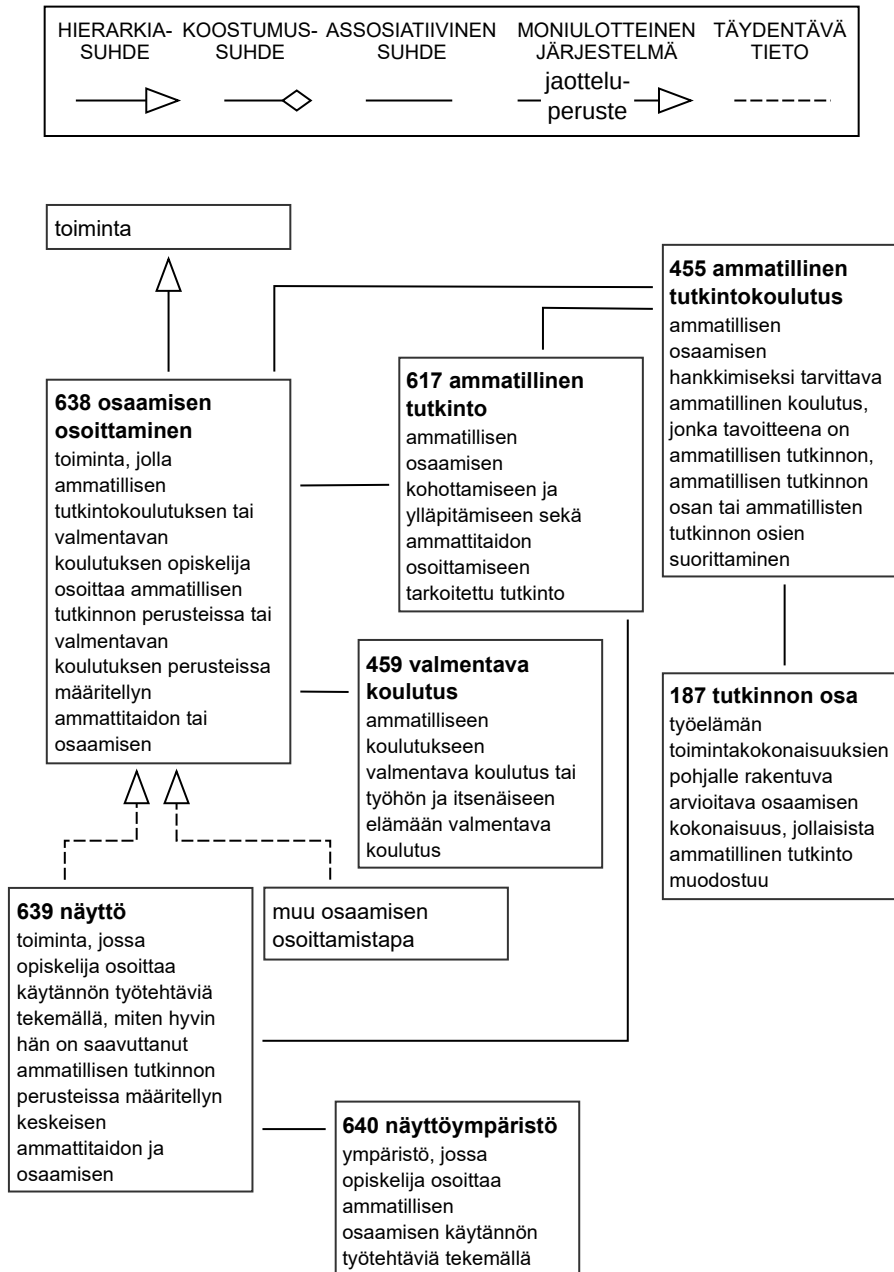 HIERARKIA-
SUHDE
KOOSTUMUS-
SUHDE
ASSOSIATIIVINEN
SUHDE
MONIULOTTEINEN
JÄRJESTELMÄ
TÄYDENTÄVÄ
TIETO
jaottelu-
peruste
toiminta
455 ammatillinen
tutkintokoulutus
ammatillisen
osaamisen
hankkimiseksi tarvittava
ammatillinen koulutus,
jonka tavoitteena on
ammatillisen tutkinnon,
ammatillisen tutkinnon
osan tai ammatillisten
tutkinnon osien
suorittaminen
638 osaamisen
osoittaminen
toiminta, jolla
ammatillisen
tutkintokoulutuksen tai
valmentavan
koulutuksen opiskelija
osoittaa ammatillisen
tutkinnon perusteissa tai
valmentavan
koulutuksen perusteissa
määritellyn
ammattitaidon tai
osaamisen
617 ammatillinen
tutkinto
ammatillisen
osaamisen
kohottamiseen ja
ylläpitämiseen sekä
ammattitaidon
osoittamiseen
tarkoitettu tutkinto
459 valmentava
koulutus
ammatilliseen
koulutukseen
valmentava koulutus tai
työhön ja itsenäiseen
elämään valmentava
koulutus
187 tutkinnon osa
työelämän
toimintakokonaisuuksien
pohjalle rakentuva
arvioitava osaamisen
kokonaisuus, jollaisista
ammatillinen tutkinto
muodostuu
639 näyttö
toiminta, jossa
opiskelija osoittaa
käytännön työtehtäviä
tekemällä, miten hyvin
hän on saavuttanut
ammatillisen tutkinnon
perusteissa määritellyn
keskeisen
ammattitaidon ja
osaamisen
muu osaamisen
osoittamistapa
640 näyttöympäristö
ympäristö, jossa
opiskelija osoittaa
ammatillisen
osaamisen käytännön
työtehtäviä tekemällä